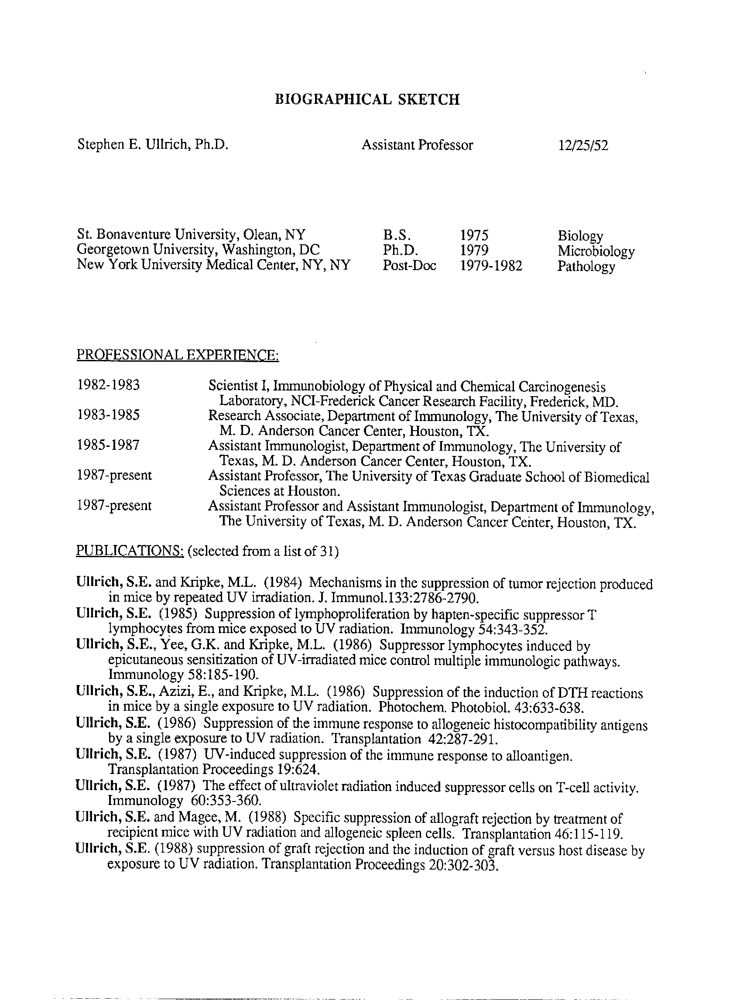 BIOGRAPHICAL SKETCH
Stephen E. Ullrich, Ph.D. Assistant Professor 12/25/52
St. Bonaventure University, Olean, NY B.S. 1975 Biology
Georgetown University, Washington, DC Ph.D. 1979 Microbiology
New York University Medical Center, NY, NY Post-Doc 1979-1982 Pathology
PROFESSIONAL EXPERIENCE:
1982-1983 Scientist I, Immunobiology of Physical and Chemical Carcinogenesis
Laboratory, NCI-Frederick Cancer Research Facility, Frederick, MD.
1983-1985 Research Associate, Department of Immunology, The University of Texas,
M. D. Anderson Cancer Center, Houston, TX.
1985-1987 Assistant Immunologist, Department of Immunology, The University of
Texas, M. D. Anderson Cancer Center, Houston, TX.
1987-present Assistant Professor, The University of Texas Graduate School of Biomedical
Sciences at Houston.
1987-present Assistant Professor and Assistant Immunologist, Department of Immunology,
The University of Texas, M. D. Anderson Cancer Center, Houston, TX.
PUBLICATIONS: (selected from a list of 31)
Ullrich, S.E. and Kripke, M.L. (1984) Mechanisms in the suppression of tumor rejection produced
in mice by repeated UV irradiation. J. Immunol.133:2786-2790.
Ullrich, S.E. (1985) Suppression of lymphoproliferation by hapten-specific suppressor T
lymphocytes from mice exposed to UV radiation. Immunology 54:343-352.
Ullrich, S.E., Yee, G.K. and Kripke, M.L. (1986) Suppressor lymphocytes induced by
epicutaneous sensitization of UV-irradiated mice control multiple immunologic pathways.
Immunology 58:185-190.
Ullrich, S.E., Azizi, E., and Kripke, M.L. (1986) Suppression of the induction of DTH reactions
in mice by a single exposure to UV radiation. Photochem. Photobiol. 43:633-638.
Ullrich, S.E. (1986) Suppression of the immune response to allogeneic histocompatibility antigens
by a single exposure to UV radiation. Transplantation 42:287-291.
Ullrich, S.E. (1987) UV-induced suppression of the immune response to alloantigen.
Transplantation Proceedings 19:624.
Ullrich, S.E. (1987) The effect of ultraviolet radiation induced suppressor cells on T-cell activity.
Immunology 60:353-360.
Ullrich, S.E. and Magee, M. (1988) Specific suppression of allograft rejection by treatment of
recipient mice with UV radiation and allogeneic spleen cells. Transplantation 46:115-119.
Ullrich, S.E. (1988) suppression of graft rejection and the induction of graft versus host disease by
exposure to UV radiation. Transplantation Proceedings 20:302-303.